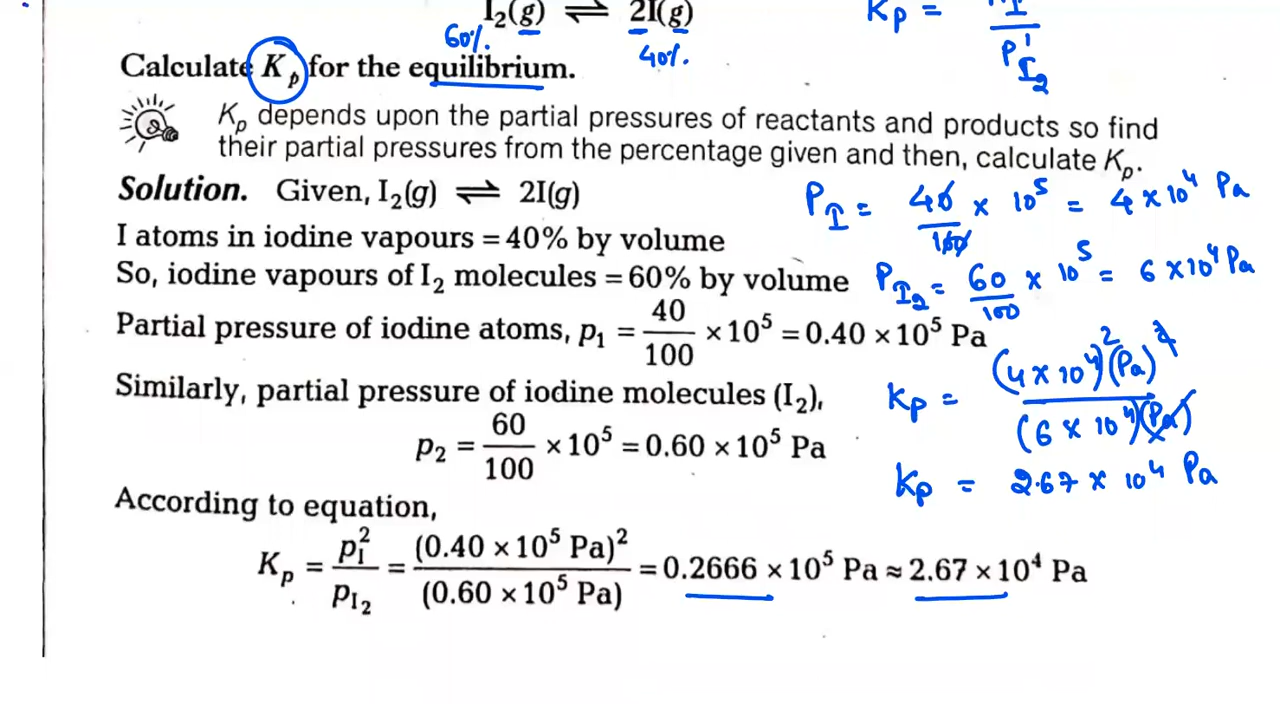 I₂(g) ⇌ 2I(g)
60%. 40%.
Kp =
P¹I₂
Calculate Kp for the equilibrium.
Kp depends upon the partial pressures of reactants and products so find
their partial pressures from the percentage given and then, calculate Kp.
Solution. Given, I₂(g) ⇌ 2I(g)
I atoms in iodine vapours = 40% by volume
So, iodine vapours of I₂ molecules = 60% by volume
Partial pressure of iodine atoms, p₁ = 40/100 × 10⁵ = 0.40 × 10⁵ Pa
Similarly, partial pressure of iodine molecules (I₂),
p₂ = 60/100 × 10⁵ = 0.60 × 10⁵ Pa
According to equation,
Kp = pI²/pI₂ = (0.40 × 10⁵ Pa)²/(0.60 × 10⁵ Pa) = 0.2666 × 10⁵ Pa ≈ 2.67 × 10⁴ Pa
PI = 40/100 × 10⁵ = 4 × 10⁴ Pa
PI₂ = 60/100 × 10⁵ = 6 × 10⁴ Pa
Kp = (4 × 10⁴)² (Pa)²/(6 × 10⁴)(Pa)
Kp = 2.67 × 10⁴ Pa